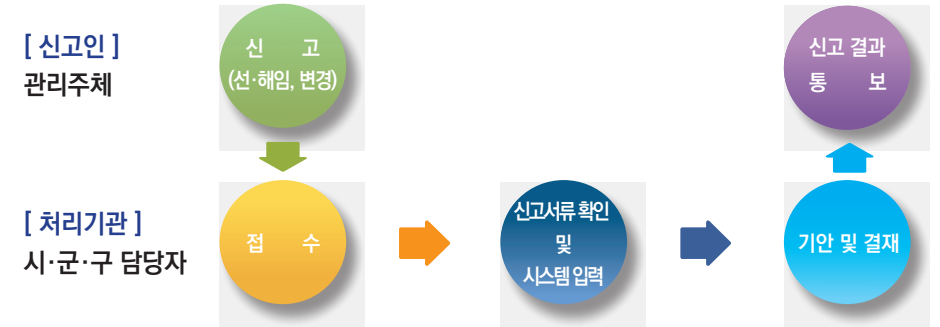 [ 신고인 ]
관리주체
신 고
(선·해임, 변경)
신고 결과
통 보
[ 처리기관 ]
시·군·구 담당자
접 수
신고서류 확인
및
시스템 입력
기안 및 결재